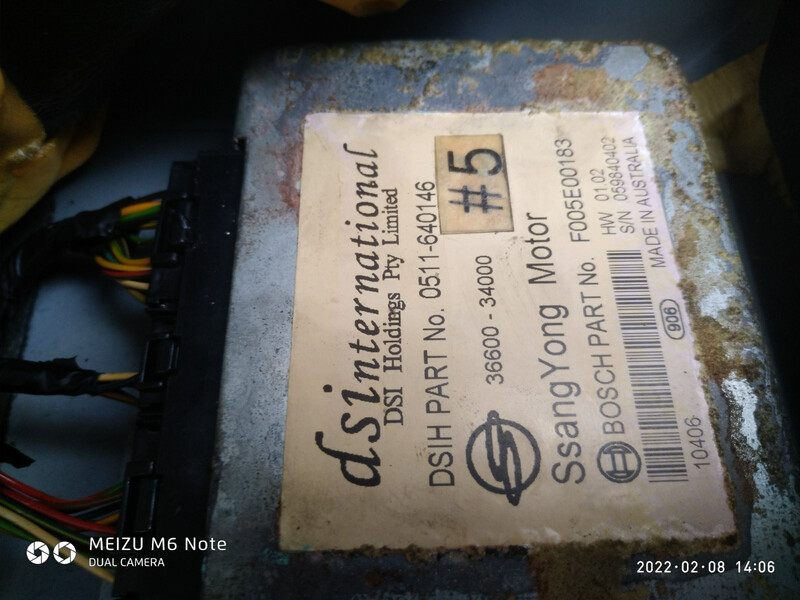 dsinternational
DSI Holdings Pty Limited
DSIH PART No. 0511-640146
#5
36600 - 34000
SsangYong Motor
BOSCH PART No. F005E00183
HW 01.02
S/N 069840402
MADE IN AUSTRALIA
10406
906
MEIZU M6 Note
DUAL CAMERA
2022-02-08 14:06